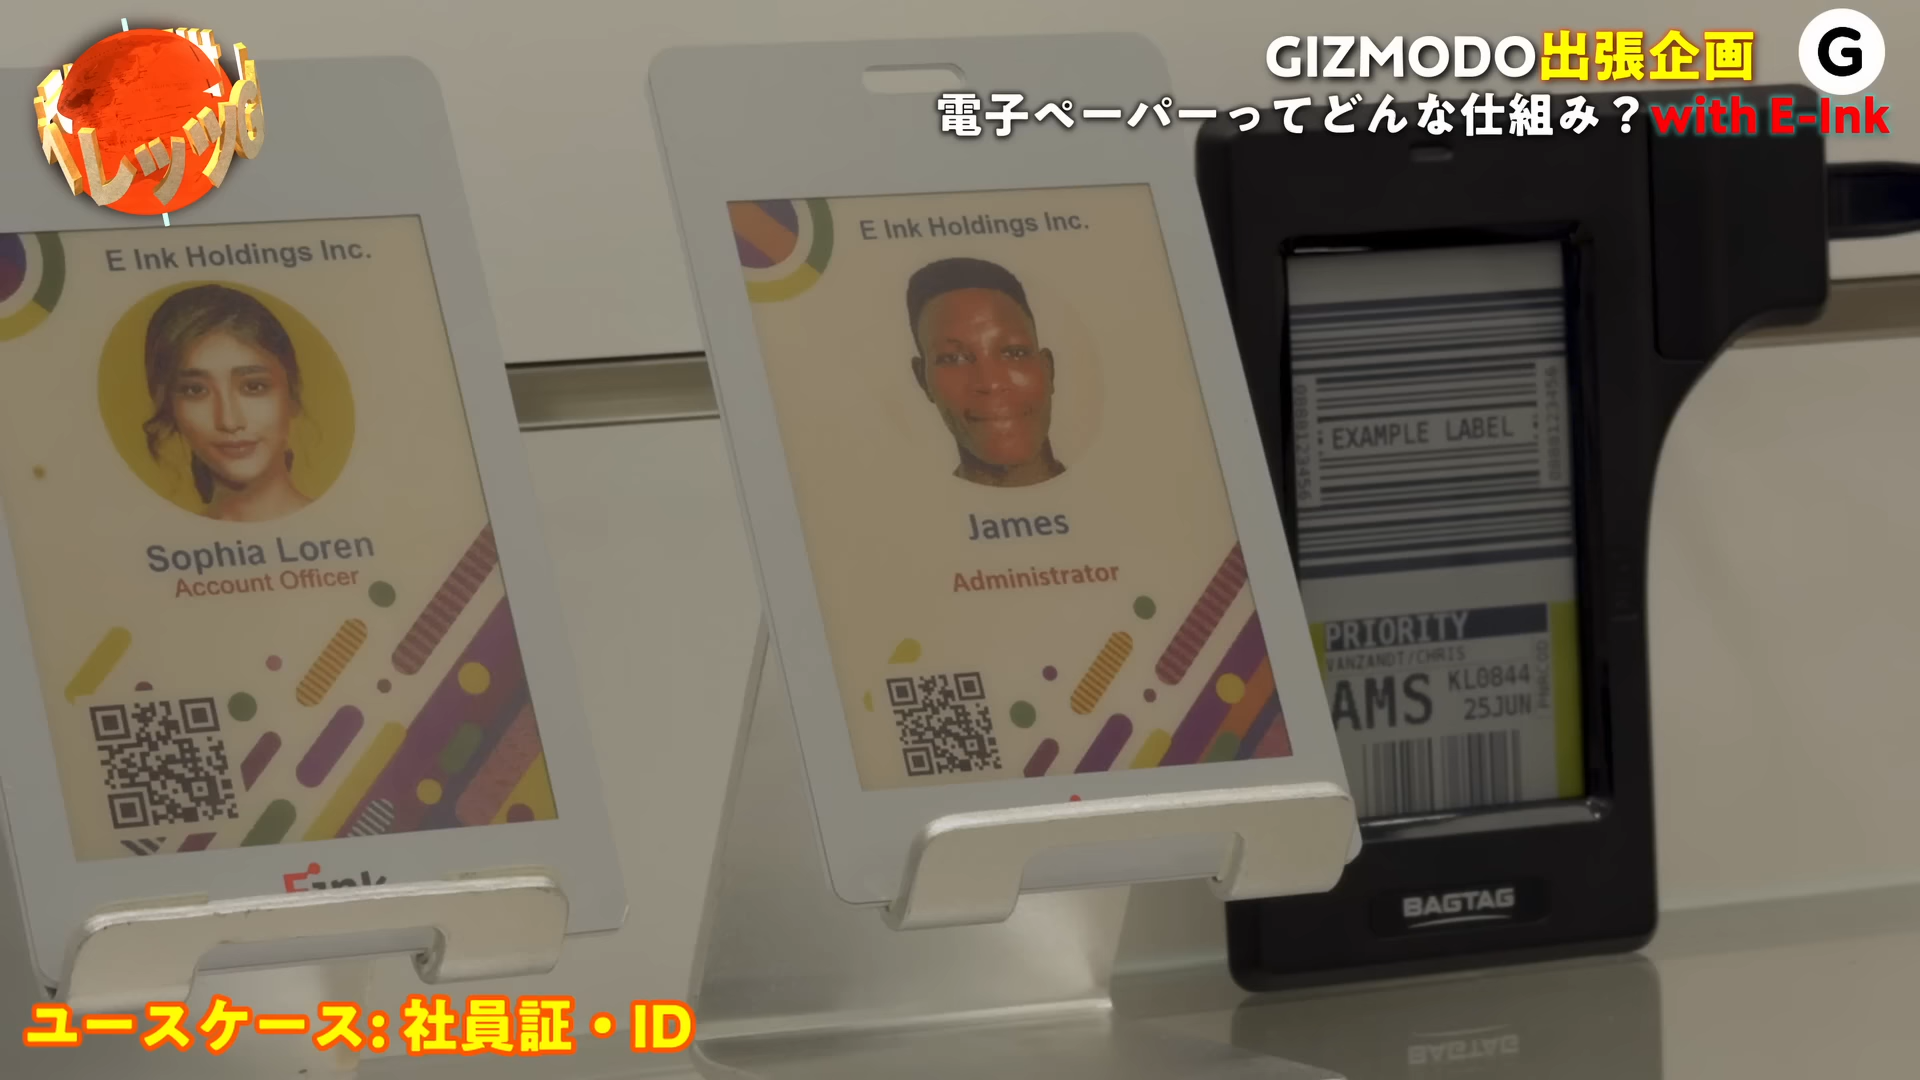 GIZMODO出張企画 G
電子ペーパーってどんな仕組み？with E-Ink
E Ink Holdings Inc.
Sophia Loren
Account Officer
E Ink
E Ink Holdings Inc.
James
Administrator
EXAMPLE LABEL
PRIORITY
VANZANDT/CHRIS
AMS
KL0844
25JUN
BAGTAG
ユースケース: 社員証・ID